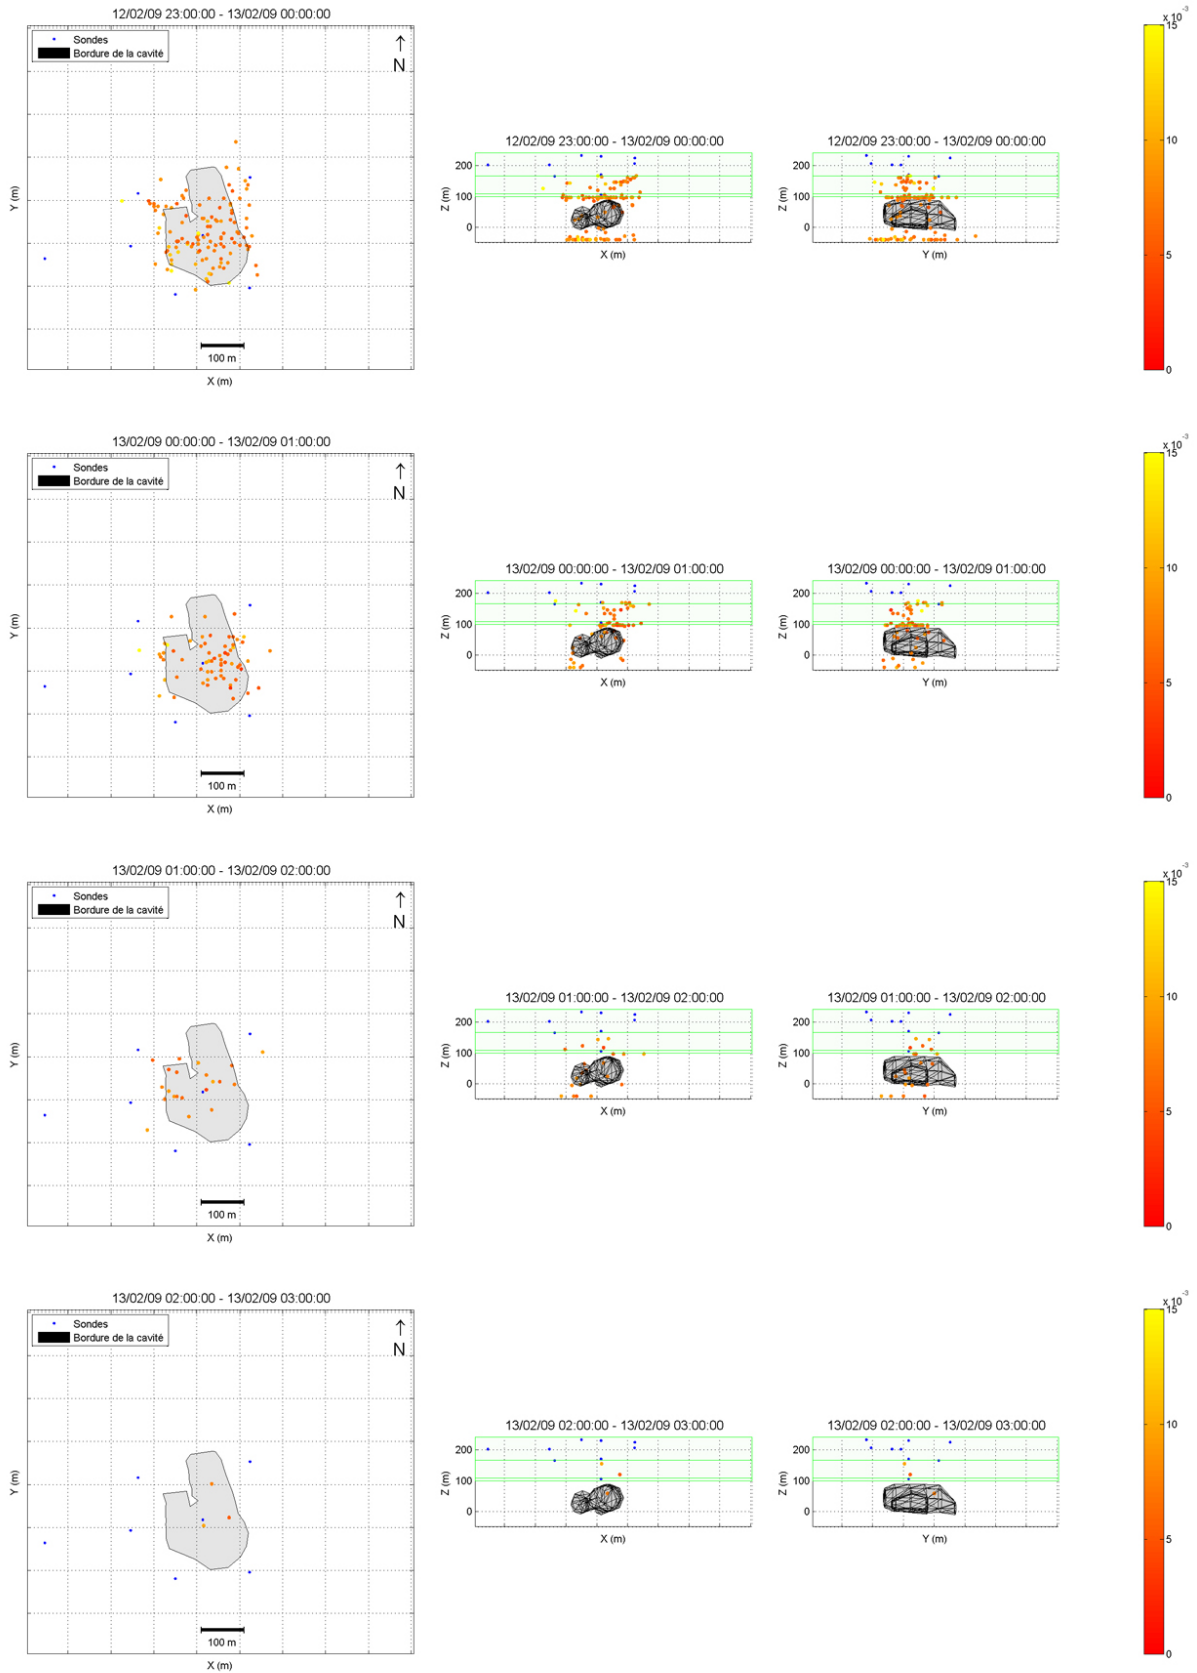 12/02/09 23:00:00 - 13/02/09 00:00:00
Sondes
Bordure de la cavité
N
Y (m)
100 m
X (m)
12/02/09 23:00:00 - 13/02/09 00:00:00
Z (m)
200
100
0
X (m)
12/02/09 23:00:00 - 13/02/09 00:00:00
Z (m)
200
100
0
Y (m)
x 10-3
15
10
5
0
13/02/09 00:00:00 - 13/02/09 01:00:00
Sondes
Bordure de la cavité
N
Y (m)
100 m
X (m)
13/02/09 00:00:00 - 13/02/09 01:00:00
Z (m)
200
100
0
X (m)
13/02/09 00:00:00 - 13/02/09 01:00:00
Z (m)
200
100
0
Y (m)
x 10-3
15
10
5
0
13/02/09 01:00:00 - 13/02/09 02:00:00
Sondes
Bordure de la cavité
N
Y (m)
100 m
X (m)
13/02/09 01:00:00 - 13/02/09 02:00:00
Z (m)
200
100
0
X (m)
13/02/09 01:00:00 - 13/02/09 02:00:00
Z (m)
200
100
0
Y (m)
x 10-3
15
10
5
0
13/02/09 02:00:00 - 13/02/09 03:00:00
Sondes
Bordure de la cavité
N
Y (m)
100 m
X (m)
13/02/09 02:00:00 - 13/02/09 03:00:00
Z (m)
200
100
0
X (m)
13/02/09 02:00:00 - 13/02/09 03:00:00
Z (m)
200
100
0
Y (m)
x 10-3
15
10
5
0